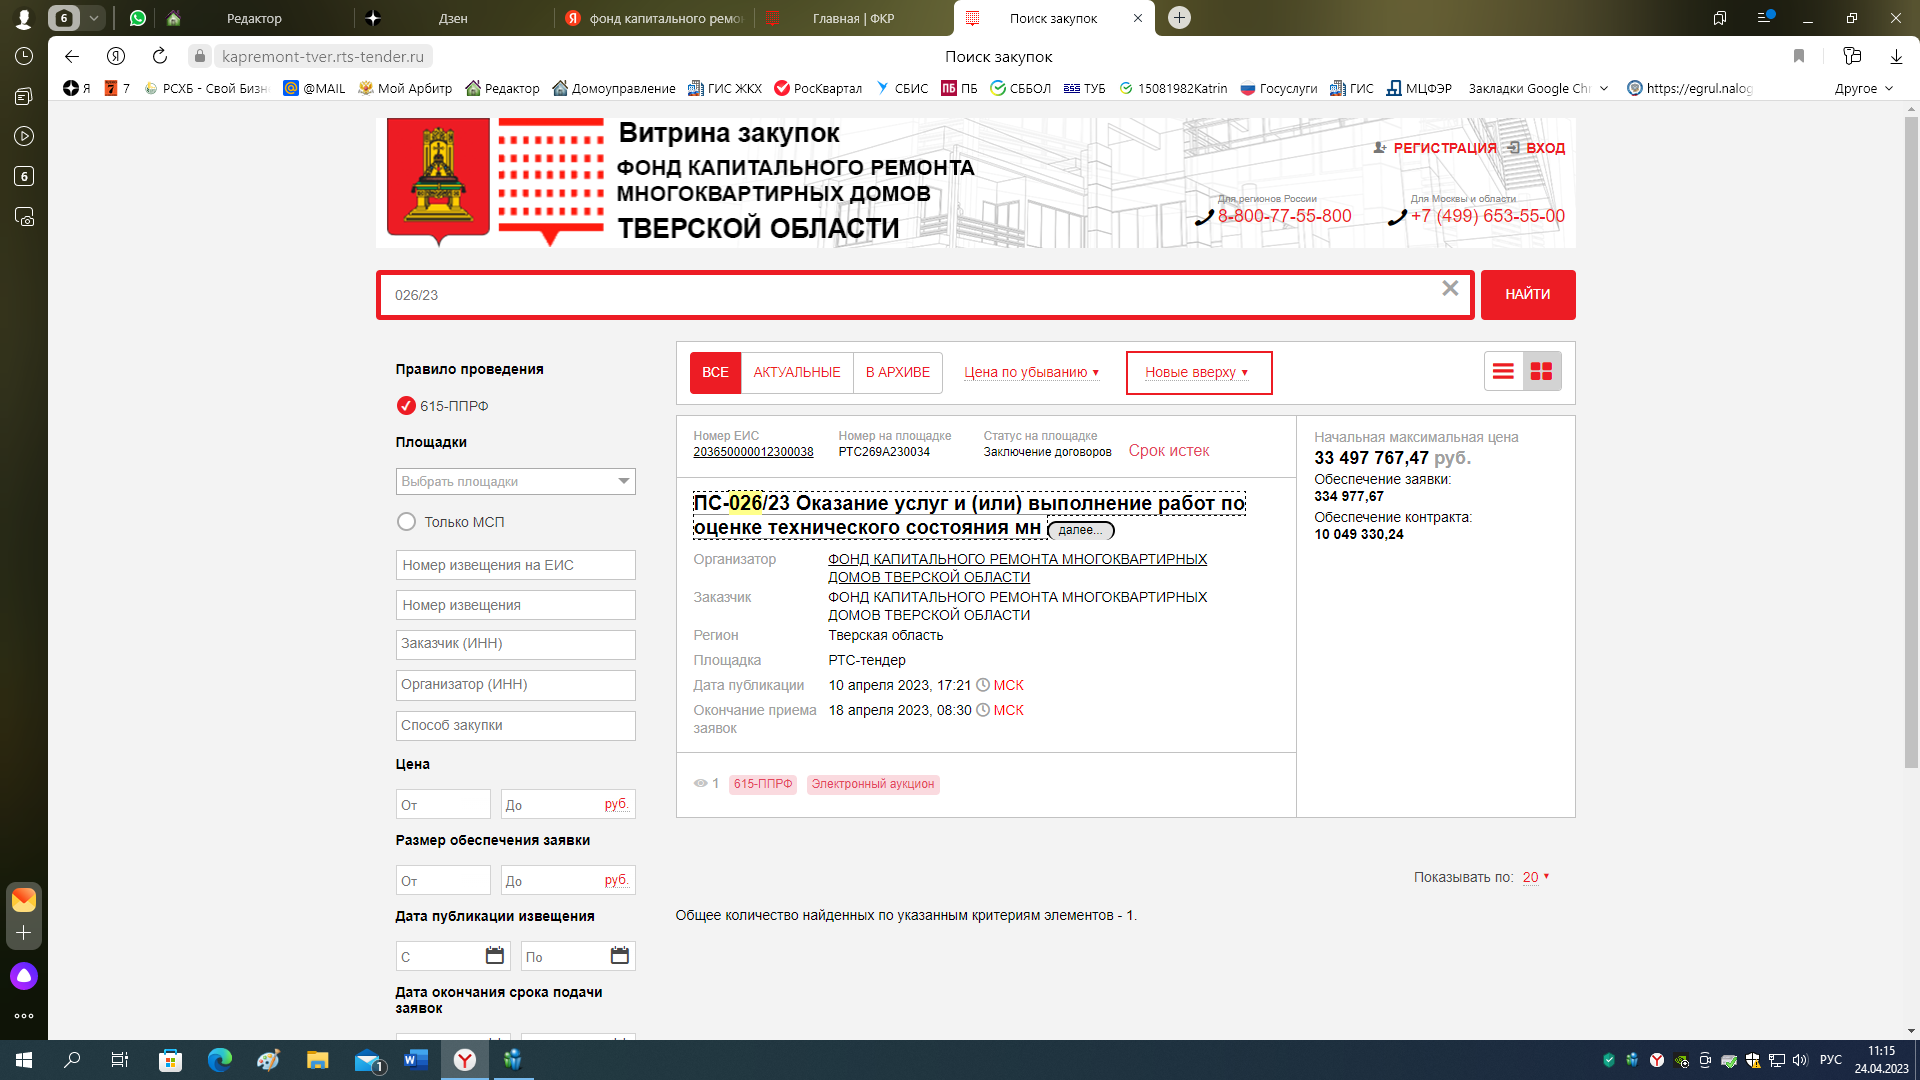 6
Редактор
Дзен
фонд капитального ремо
Главная | ФКР
Поиск закупок
kapremont-tver.rts-tender.ru
Поиск закупок
Я
7
РСХБ - Свой Бизн
@MAIL
Мой Арбитр
Редактор
Домоуправление
ГИС ЖКХ
РосКвартал
СБИС
ПБ
СББОЛ
ТУБ
15081982Katrin
Госуслуги
ГИС
МЦФЭР
Закладки Google Chr
https://egrul.nalog
Другое
6
Витрина закупок
ФОНД КАПИТАЛЬНОГО РЕМОНТА
МНОГОКВАРТИРНЫХ ДОМОВ
ТВЕРСКОЙ ОБЛАСТИ
РЕГИСТРАЦИЯ ВХОД
Для регионов России
8-800-77-55-800
Для Москвы и области
+7 (499) 653-55-00
026/23
НАЙТИ
Правило проведения
615-ППРФ
Площадки
Выбрать площадки
Только МСП
Номер извещения на ЕИС
Номер извещения
Заказчик (ИНН)
Организатор (ИНН)
Способ закупки
Цена
От
До руб.
Размер обеспечения заявки
От
До руб.
Дата публикации извещения
С
По
Дата окончания срока подачи
заявок
ВСЕ АКТУАЛЬНЫЕ В АРХИВЕ Цена по убыванию Новые вверху
Номер ЕИС
203650000012300038
Номер на площадке
РТС269А230034
Статус на площадке
Заключение договоров
Срок истек
ПС-026/23 Оказание услуг и (или) выполнение работ по
оценке технического состояния мн далее...
Организатор ФОНД КАПИТАЛЬНОГО РЕМОНТА МНОГОКВАРТИРНЫХ
ДОМОВ ТВЕРСКОЙ ОБЛАСТИ
Заказчик ФОНД КАПИТАЛЬНОГО РЕМОНТА МНОГОКВАРТИРНЫХ
ДОМОВ ТВЕРСКОЙ ОБЛАСТИ
Регион Тверская область
Площадка РТС-тендер
Дата публикации 10 апреля 2023, 17:21 МСК
Окончание приема 18 апреля 2023, 08:30 МСК
заявок
1 615-ППРФ Электронный аукцион
Начальная максимальная цена
33 497 767,47 руб.
Обеспечение заявки:
334 977,67
Обеспечение контракта:
10 049 330,24
Показывать по: 20
Общее количество найденных по указанным критериям элементов - 1.
1
РУС
11:15
24.04.2023